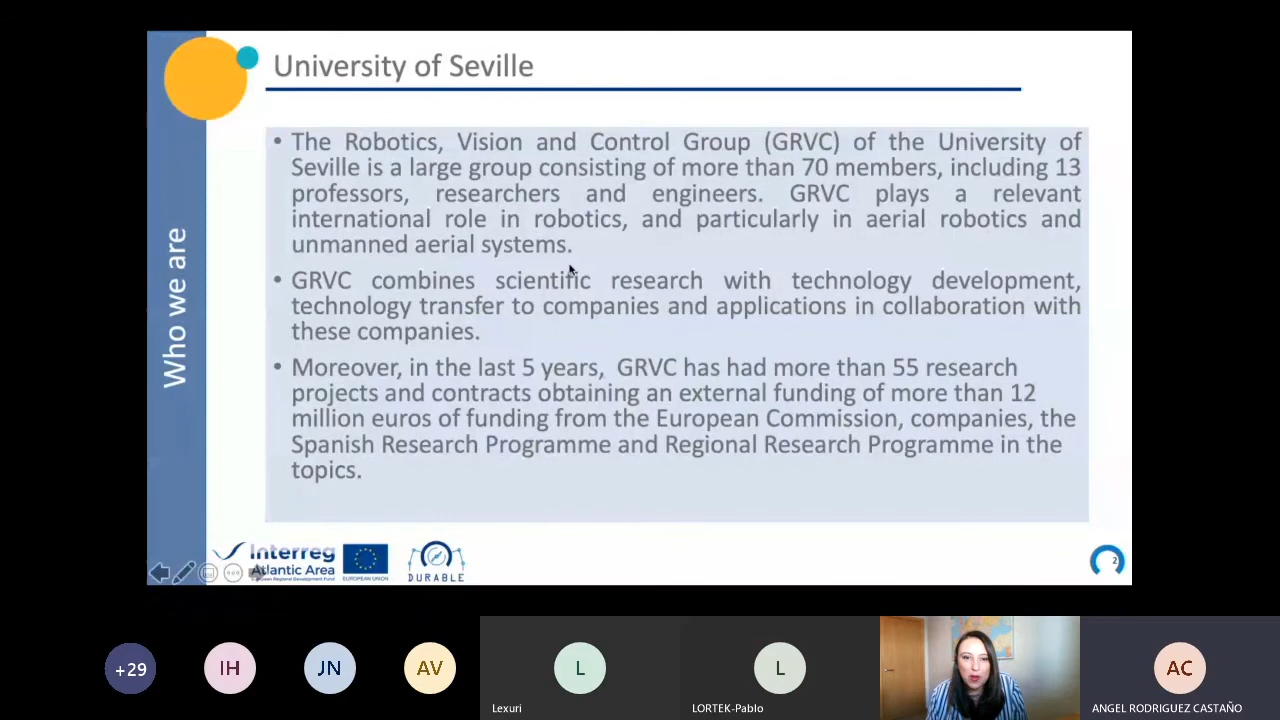 University of Seville
Who we are
• The Robotics, Vision and Control Group (GRVC) of the University of
Seville is a large group consisting of more than 70 members, including 13
professors, researchers and engineers. GRVC plays a relevant
international role in robotics, and particularly in aerial robotics and
unmanned aerial systems.
• GRVC combines scientific research with technology development,
technology transfer to companies and applications in collaboration with
these companies.
• Moreover, in the last 5 years, GRVC has had more than 55 research
projects and contracts obtaining an external funding of more than 12
million euros of funding from the European Commission, companies, the
Spanish Research Programme and Regional Research Programme in the
topics.
Interreg
Atlantic Area
European Regional Development Fund
EUROPEAN UNION
DURABLE
2
+29
IH
JN
AV
L
Lexuri
L
LORTEK-Pablo
AC
ANGEL RODRIGUEZ CASTAÑO